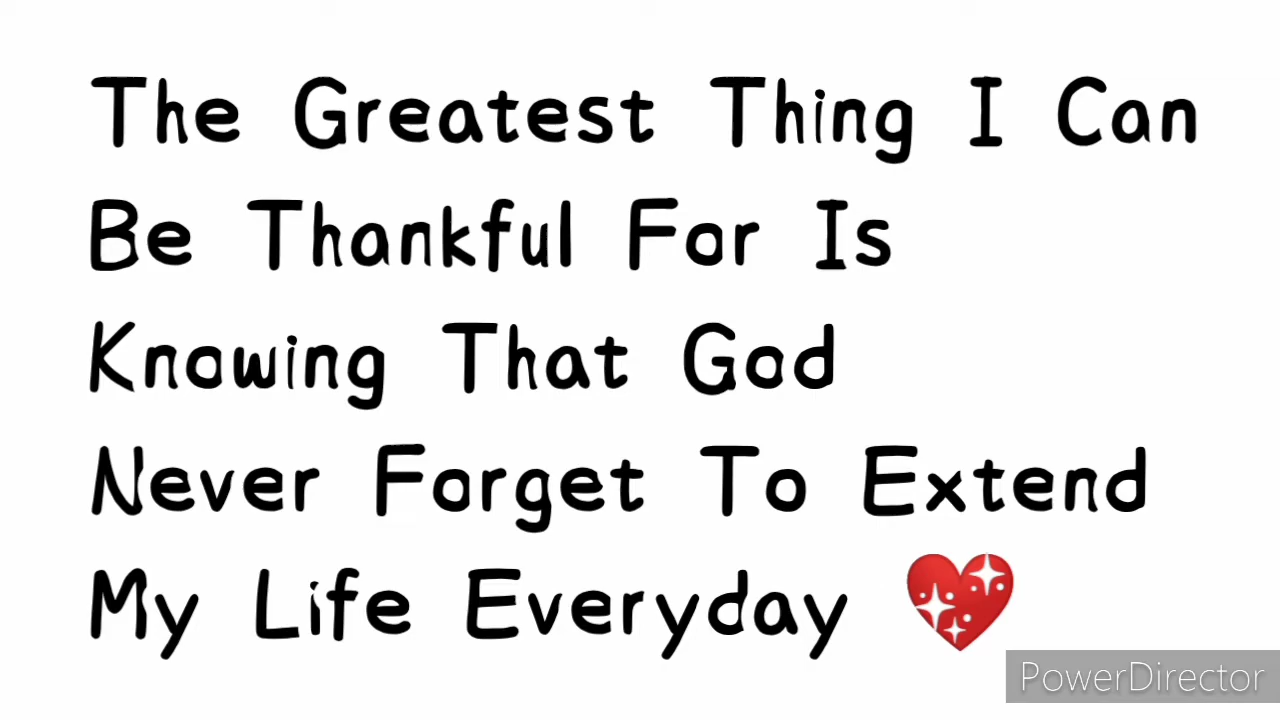 The Greatest Thing I Can
Be Thankful For Is
Knowing That God
Never Forget To Extend
My Life Everyday 💖
PowerDirector